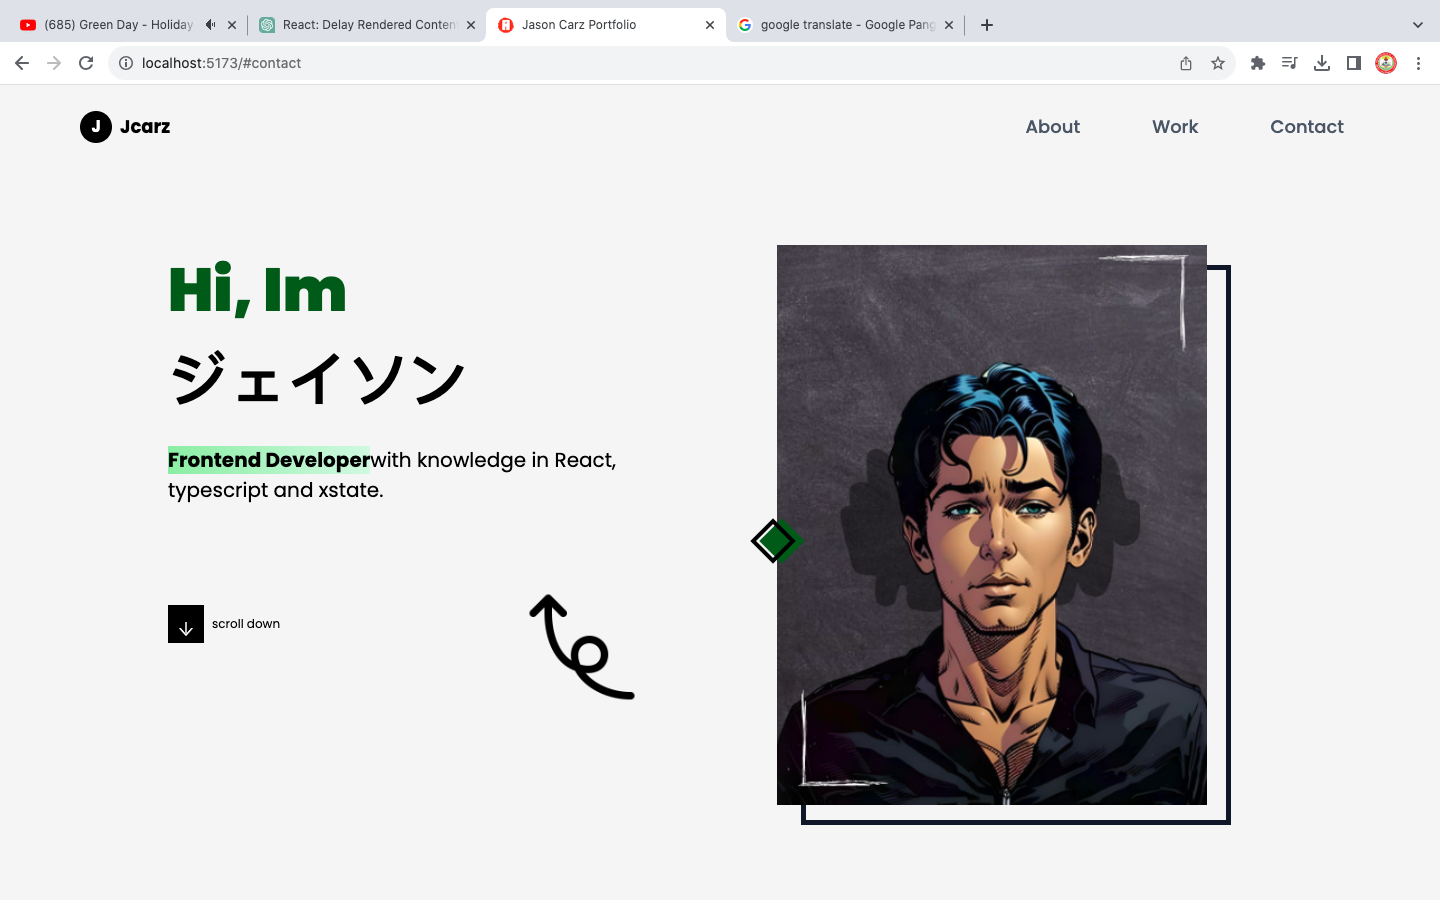 (685) Green Day - Holiday
React: Delay Rendered Conten
Jason Carz Portfolio
google translate - Google Pang
localhost:5173/#contact
J Jcarz
About Work Contact
Hi, Im
ジェイソン
Frontend Developerwith knowledge in React,
typescript and xstate.
scroll down